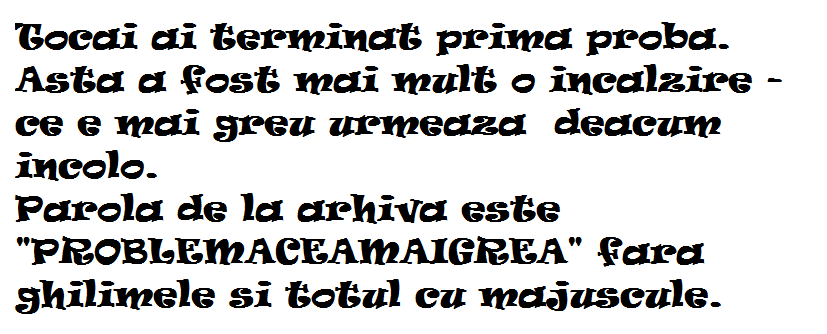 Tocai ai terminat prima proba.
Asta a fost mai mult o incalzire -
ce e mai greu urmeaza  deacum
incolo.
Parola de la arhiva este
"PROBLEMACEAMAIGREA" fara
ghilimele si totul cu majuscule.